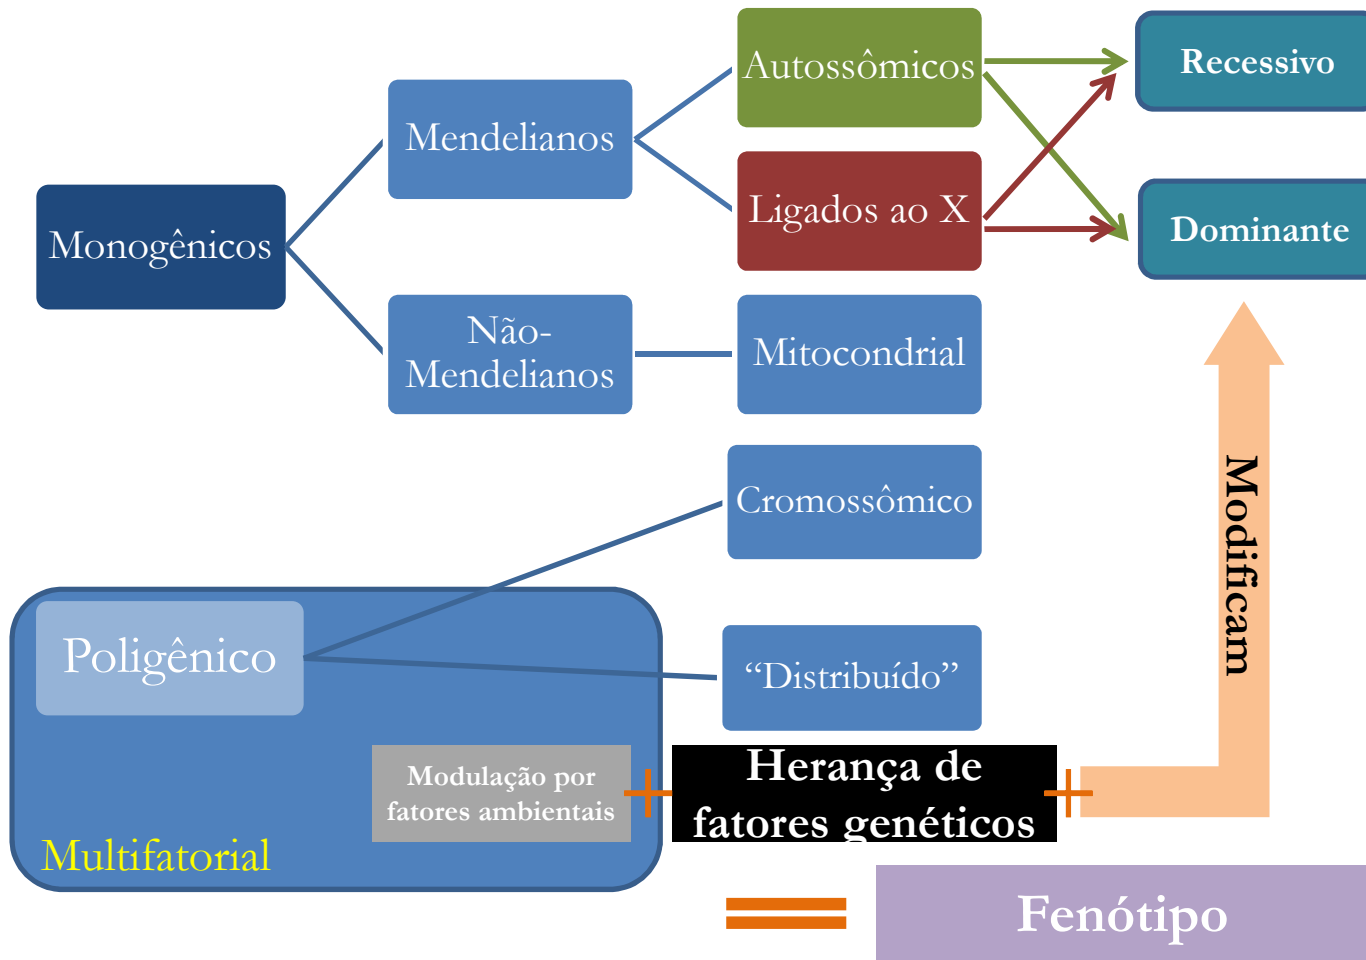 Autossômicos
Recessivo
Mendelianos
Ligados ao X
Monogênicos
Dominante
Não-
Mendelianos
Mitocondrial
Cromossômico
Modificam
Poligênico
“Distribuído”
Modulação por
fatores ambientais
Herança de
fatores genéticos
Multifatorial
Fenótipo